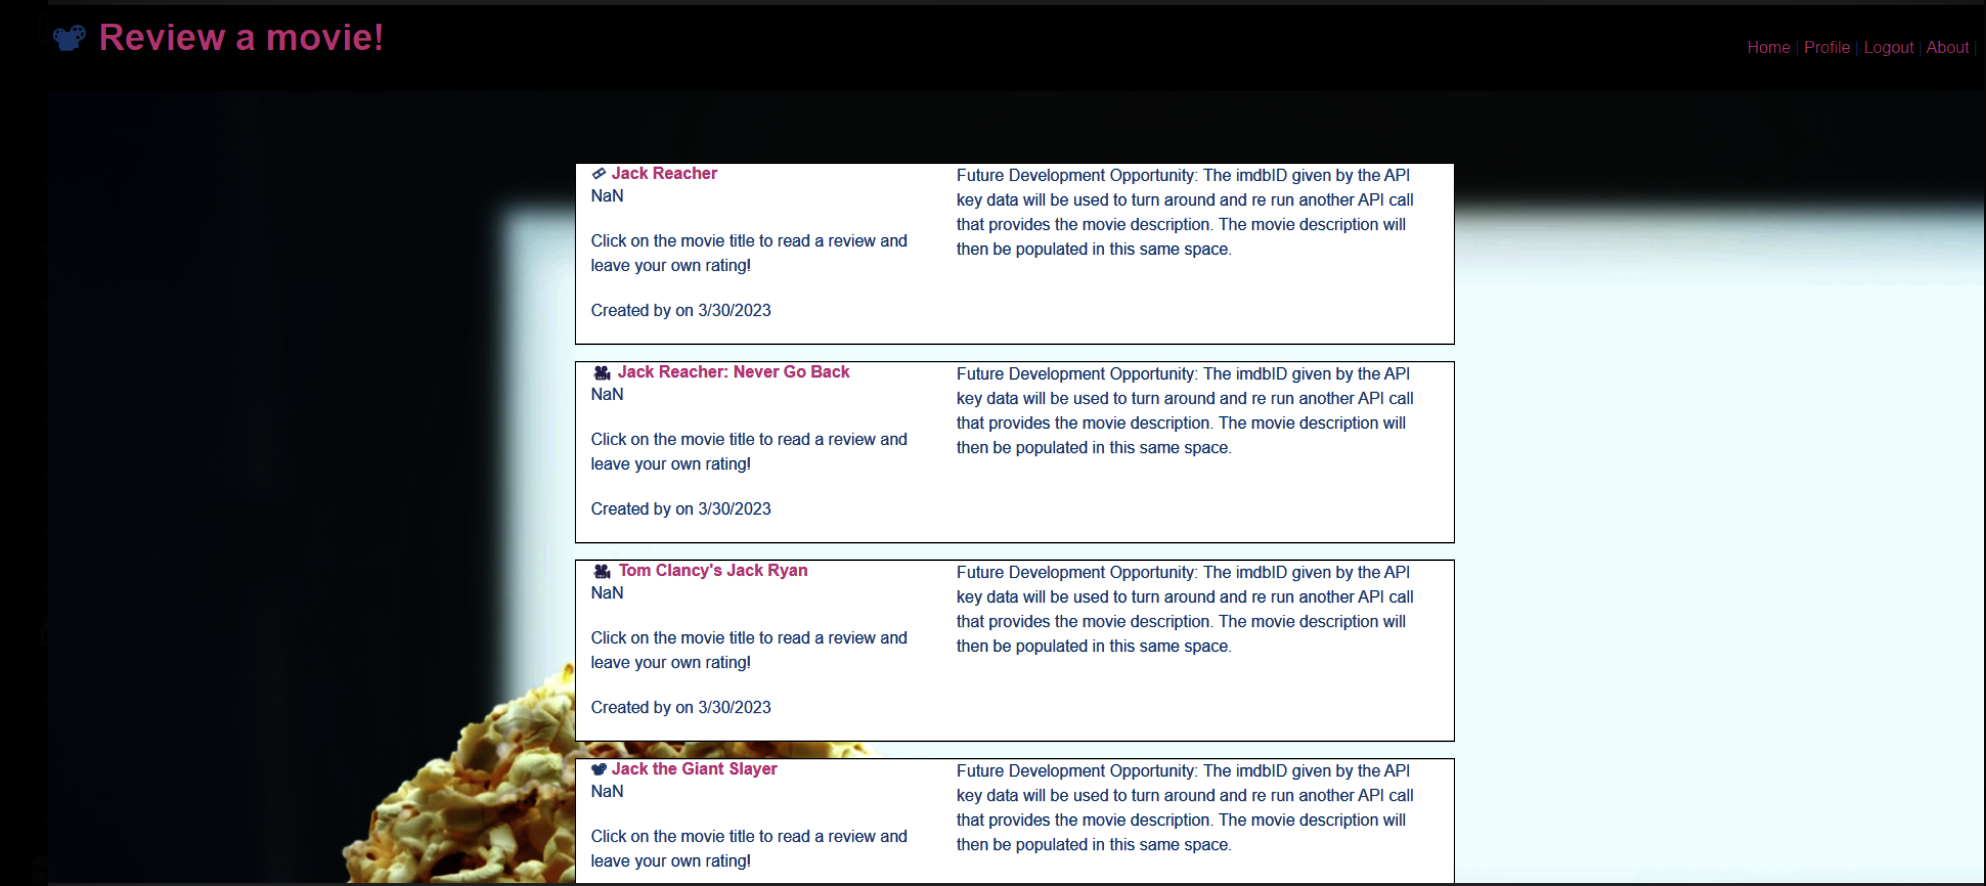 Review a movie!
Home | Profile | Logout | About |
Jack Reacher
NaN
Click on the movie title to read a review and
leave your own rating!
Created by on 3/30/2023
Future Development Opportunity: The imdbID given by the API
key data will be used to turn around and re run another API call
that provides the movie description. The movie description will
then be populated in this same space.
Jack Reacher: Never Go Back
NaN
Click on the movie title to read a review and
leave your own rating!
Created by on 3/30/2023
Future Development Opportunity: The imdbID given by the API
key data will be used to turn around and re run another API call
that provides the movie description. The movie description will
then be populated in this same space.
Tom Clancy's Jack Ryan
NaN
Click on the movie title to read a review and
leave your own rating!
Created by on 3/30/2023
Future Development Opportunity: The imdbID given by the API
key data will be used to turn around and re run another API call
that provides the movie description. The movie description will
then be populated in this same space.
Jack the Giant Slayer
NaN
Click on the movie title to read a review and
leave your own rating!
Future Development Opportunity: The imdbID given by the API
key data will be used to turn around and re run another API call
that provides the movie description. The movie description will
then be populated in this same space.